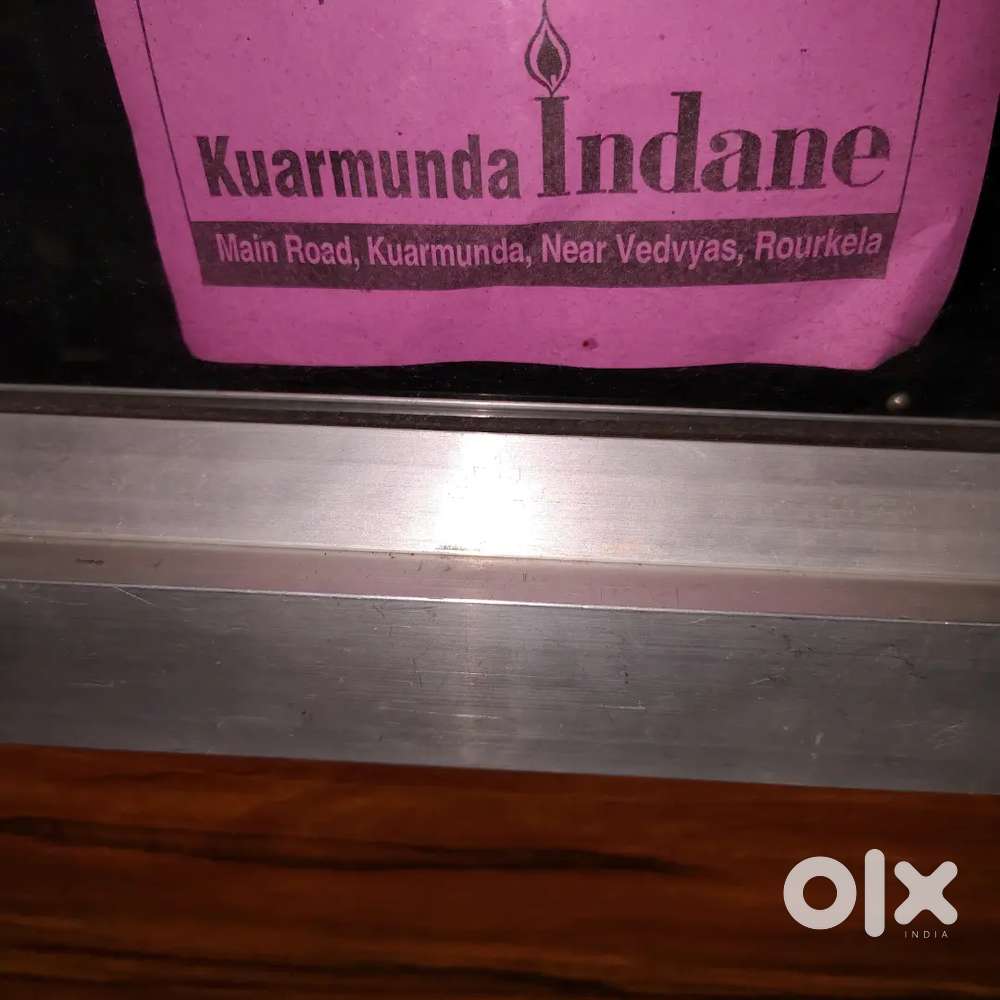 Kuarmunda Indane
Main Road, Kuarmunda, Near Vedvyas, Rourkela
olx
INDIA